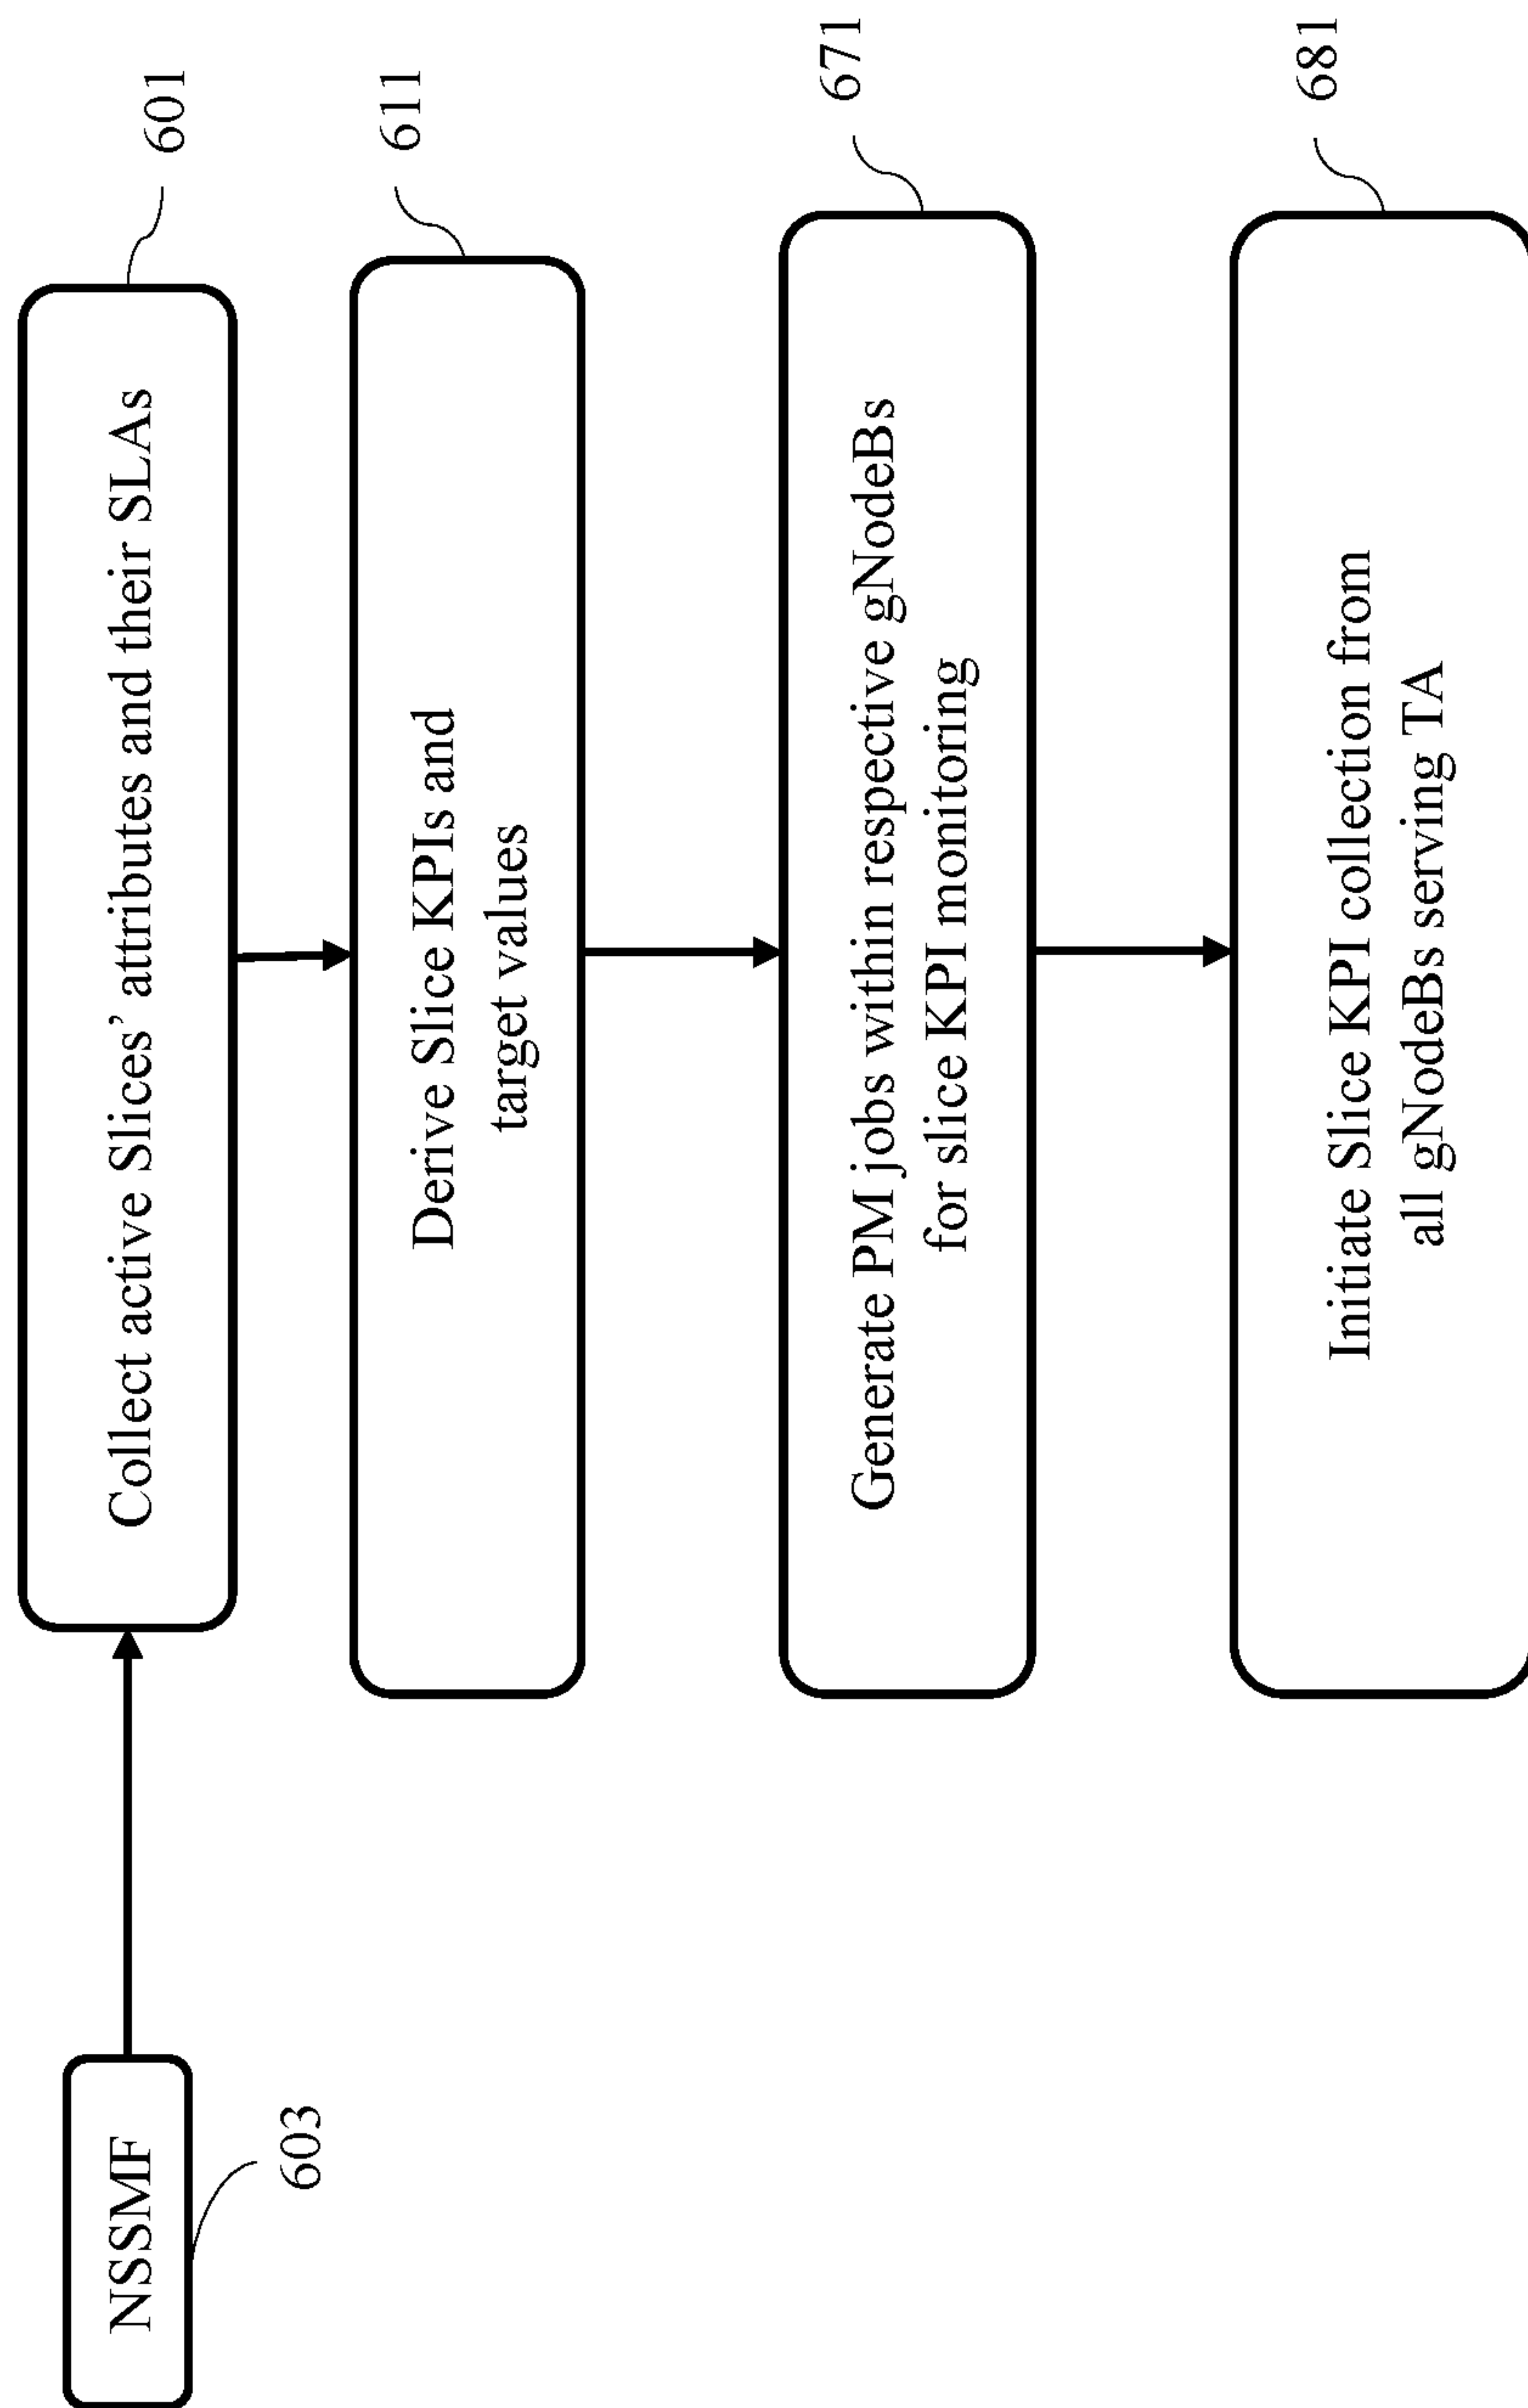 NSSMF
603
Collect active Slices’ attributes and their SLAs
601
Derive Slice KPIs and
target values
611
Generate PM jobs within respective gNodeBs
for slice KPI monitoring
671
Initiate Slice KPI collection from
all gNodeBs serving TA
681